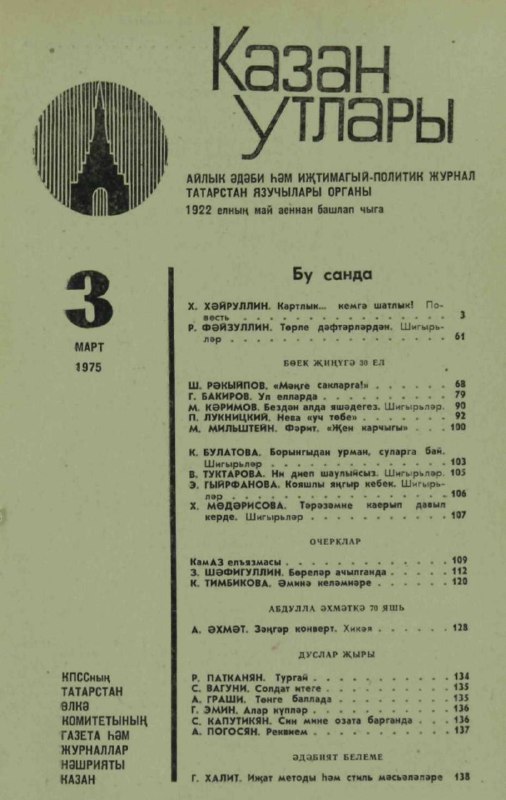 Казан
утлары
АЙЛЫК ӘДӘБИ ҺӘМ ИҖТИМАГЫЙ-ПОЛИТИК ЖУРНАЛ
ТАТАРСТАН ЯЗУЧЫЛАРЫ ОРГАНЫ
1922 елның май аеннан башлап чыга
3
МАРТ
1975
Бу санда
Х. ХӘЙРУЛЛИН. Картлык... кемгә шатлык! По-
весть . . . . . . . . . . . . 3
Р. ФӘЙЗУЛЛИН. Төрле дәфтәрләрдән. Шигырь-
ләр . . . . . . . . . . . . 61
БӨЕК ҖИҢҮГӘ 30 ЕЛ
Ш. РӘКЫЙПОВ. «Мәңге сакларга!» . . . . . . 68
Г. БАКИРОВ. Ул елларда . . . . . . . . 79
М. КӘРИМОВ. Бездән алда яшәдегез. Шигырьләр. 90
П. ЛУКНИЦКИЙ. Нева «уч төбе» . . . . . . 92
М. МИЛЬШТЕЙН. Фәрит. «Җен карчыгы» . . . 100
К. БУЛАТОВА. Борынгыдан урман, суларга бай.
Шигырьләр . . . . . . . . . . 103
В. ТУКТАРОВА. Ни диеп шаулыйсыз. Шигырьләр. 105
Э. ГЫЙРФАНОВА. Кояшлы яңгыр кебек. Шигырь-
ләр . . . . . . . . . . . . 106
Х. МӨДӘРИСОВА. Тәрәзәмне каерып давыл
керде. Шигырьләр . . . . . . . . 107
ОЧЕРКЛАР
КамАЗ елъязмасы . . . . . . . . . 109
З. ШӘФИГУЛЛИН. Бөреләр ачылганда . . . . . 112
К. ТИМБИКОВА. Әминә келәмнәре . . . . . . 120
АБДУЛЛА ӘХМӘТКӘ 70 ЯШЬ
А. ӘХМӘТ. Зәңгәр конверт. Хикәя . . . . . . 128
ДУСЛАР ҖЫРЫ
Р. ПАТКАНЯН. Тургай . . . . . . . . 134
С. ВАГУНИ. Солдат итеге . . . . . . . 135
А. ГРАШИ. Төнге баллада . . . . . . . 135
Г. ЭМИН. Алар күпләр . . . . . . . . 136
С. КАПУТИКЯН. Син мине озата барганда . . . 136
А. ПОГОСЯН. Реквием . . . . . . . . 137
ӘДӘБИЯТ БЕЛЕМЕ
Г. ХАЛИТ. Иҗат методы һәм стиль мәсьәләләре 138
КПССның
ТАТАРСТАН
ӨЛКӘ
КОМИТЕТЫНЫҢ
ГАЗЕТА ҺӘМ
ЖУРНАЛЛАР
НӘШРИЯТЫ
КАЗАН